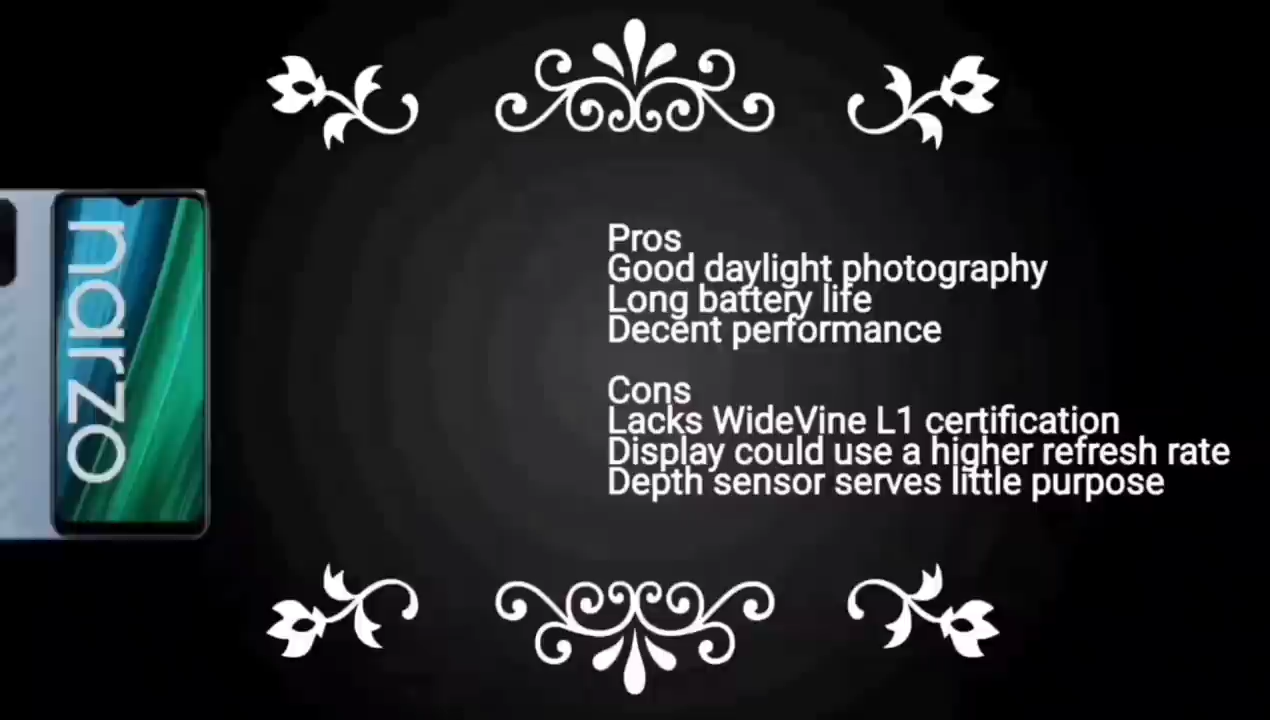 narzo
Pros
Good daylight photography
Long battery life
Decent performance
Cons
Lacks WideVine L1 certification
Display could use a higher refresh rate
Depth sensor serves little purpose